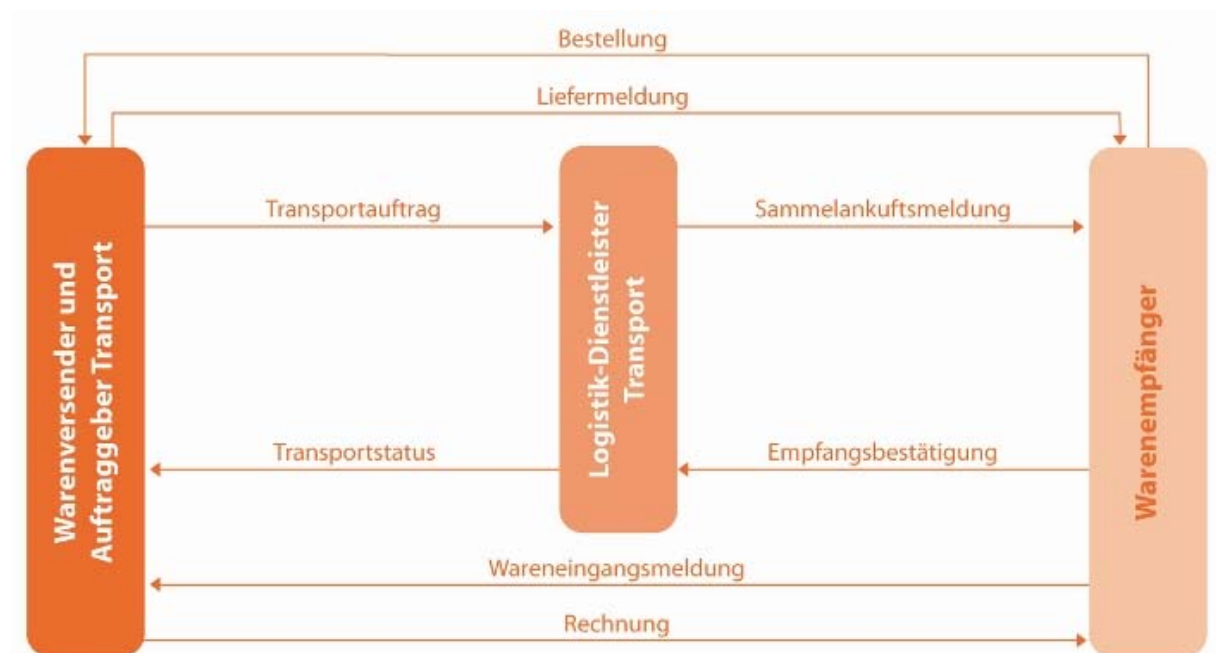 Bestellung
Liefermeldung
Transportauftrag
Sammelankuftsmeldung
Warenversender und
Auftraggeber Transport
Logistik-Dienstleister
Transport
Warenempfänger
Transportstatus
Empfangsbestätigung
Wareneingangsmeldung
Rechnung